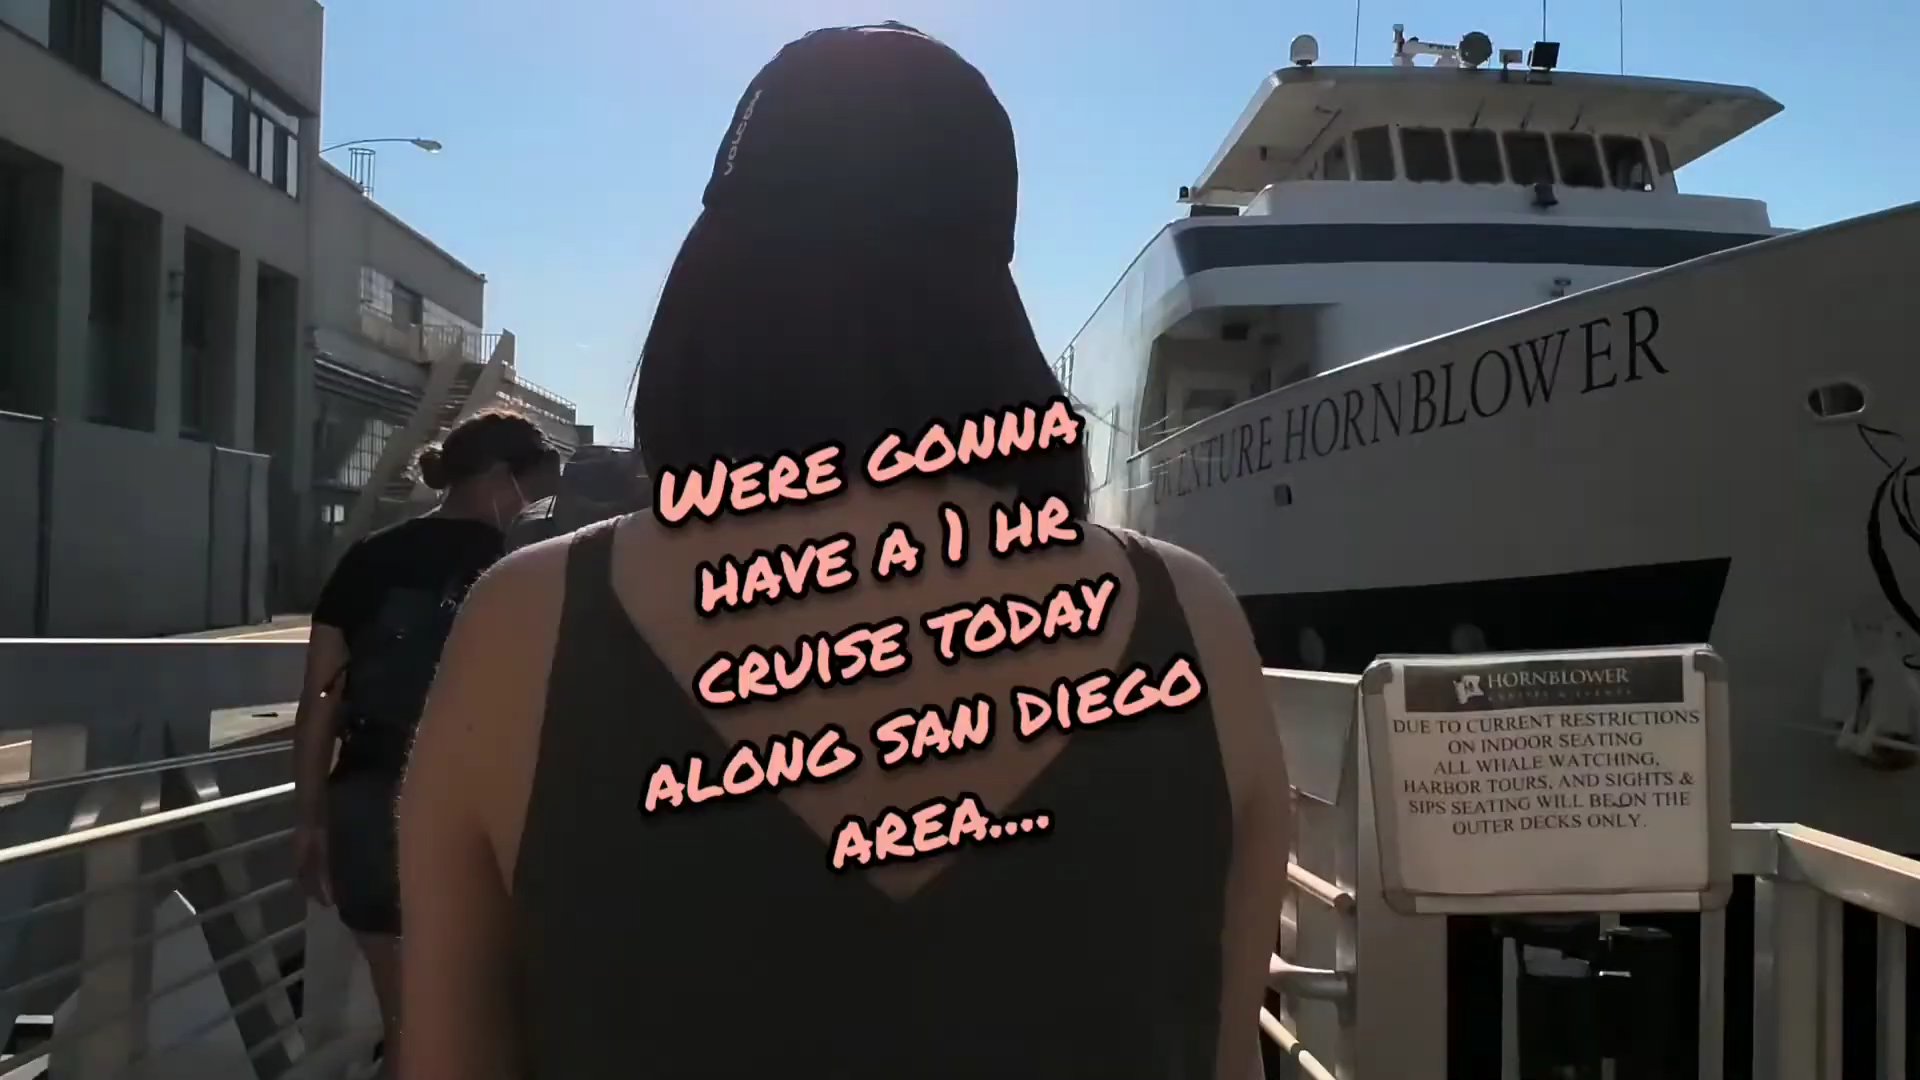 VOLCOM
WERE GONNA
HAVE A 1 HR
CRUISE TODAY
ALONG SAN DIEGO
AREA....
HORNBLOWER
HORNBLOWER
DUE TO CURRENT RESTRICTIONS
ON INDOOR SEATING
ALL WHALE WATCHING,
HARBOR TOURS, AND SIGHTS &
SIPS SEATING WILL BE ON THE
OUTER DECKS ONLY.